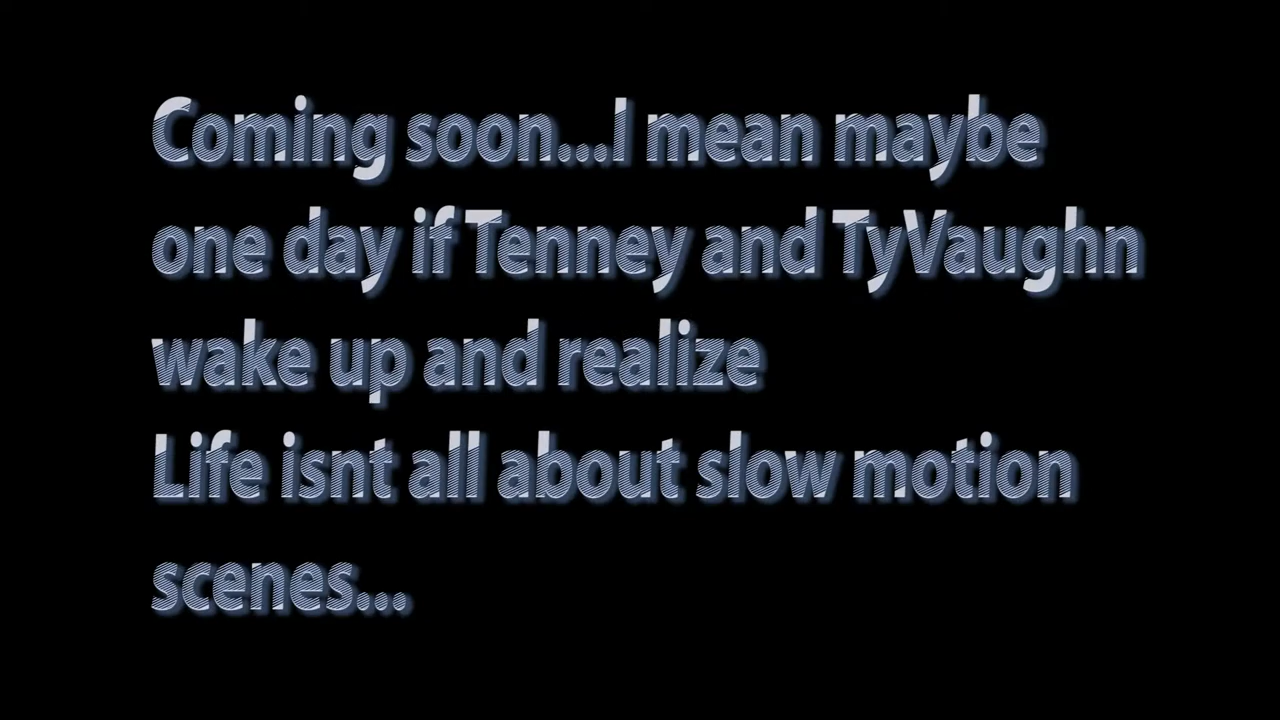 Coming soon...I mean maybe
one day if Tenney and TyVaughn
wake up and realize
Life isnt all about slow motion
scenes...